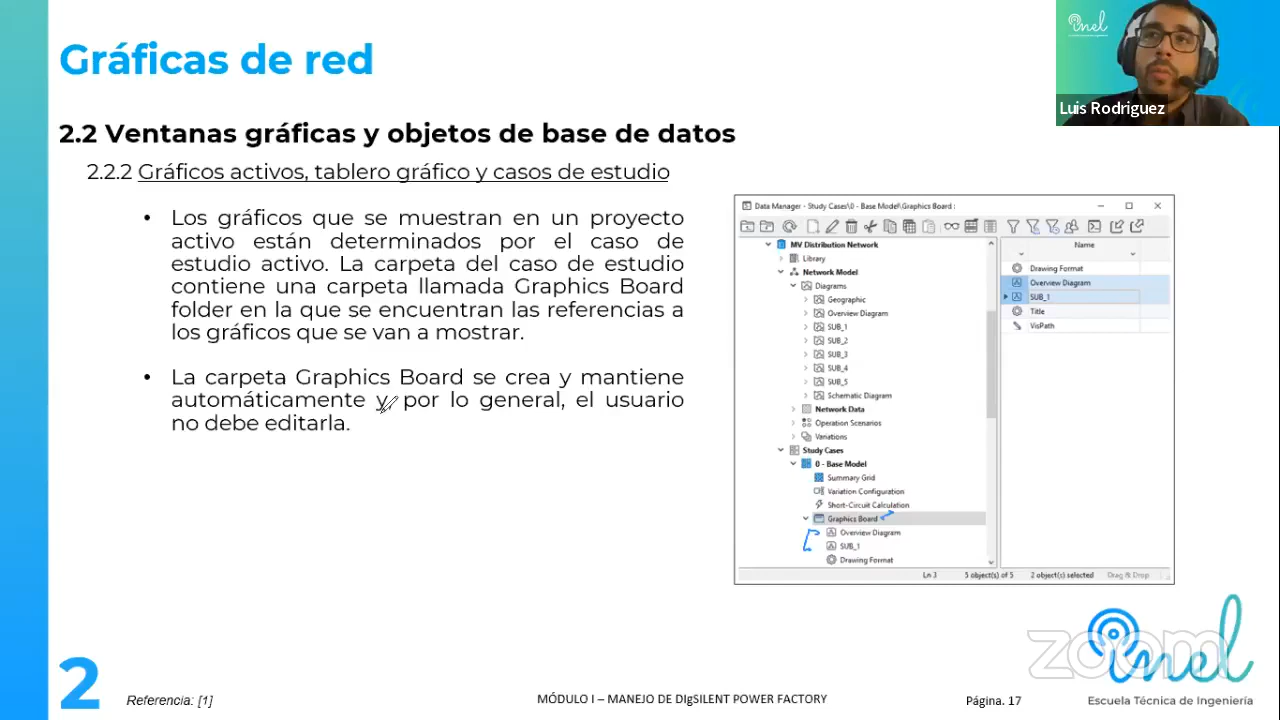 Gráficas de red
inel
Luis Rodriguez
2.2 Ventanas gráficas y objetos de base de datos
2.2.2 Gráficos activos, tablero gráfico y casos de estudio
• Los gráficos que se muestran en un proyecto
activo están determinados por el caso de
estudio activo. La carpeta del caso de estudio
contiene una carpeta llamada Graphics Board
folder en la que se encuentran las referencias a
los gráficos que se van a mostrar.
• La carpeta Graphics Board se crea y mantiene
automáticamente y, por lo general, el usuario
no debe editarla.
Data Manager - Study Cases\0 - Base Model\Graphics Board :
MV Distribution Network
Library
Network Model
Diagrams
Geographic
Overview Diagram
SUB_1
SUB_2
SUB_3
SUB_4
SUB_5
Schematic Diagram
Network Data
Operation Scenarios
Variations
Study Cases
0 - Base Model
Summary Grid
Variation Configuration
Short-Circuit Calculation
Graphics Board
Overview Diagram
SUB_1
Drawing Format
Name
Drawing Format
Overview Diagram
SUB_1
Title
VisPath
Ln 3 5 object(s) of 5 2 object(s) selected Drag & Drop
zoom
inel
Escuela Técnica de Ingeniería
2 Referencia: [1] MÓDULO I – MANEJO DE DIgSILENT POWER FACTORY Página. 17